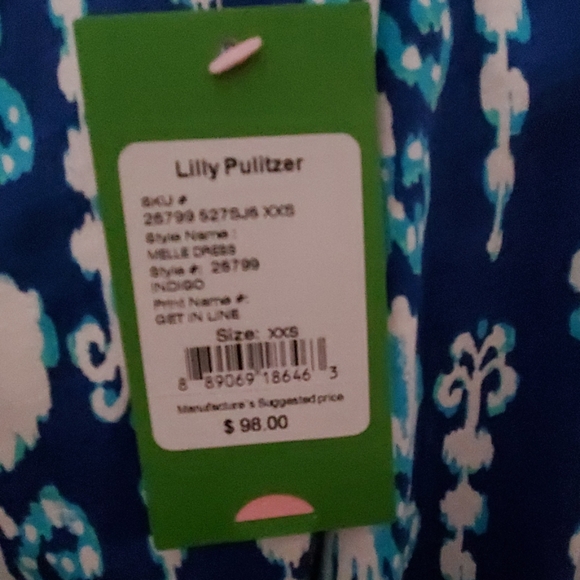 Lilly Pulitzer
SKU #
26799 527SJ6 XXS
Style Name :
MELLE DRESS
Style #: 26799
INDIGO
Print Name #:
GET IN LINE
Size: XXS
8 89069 18646 3
Manufacture's Suggested price
$ 98.00